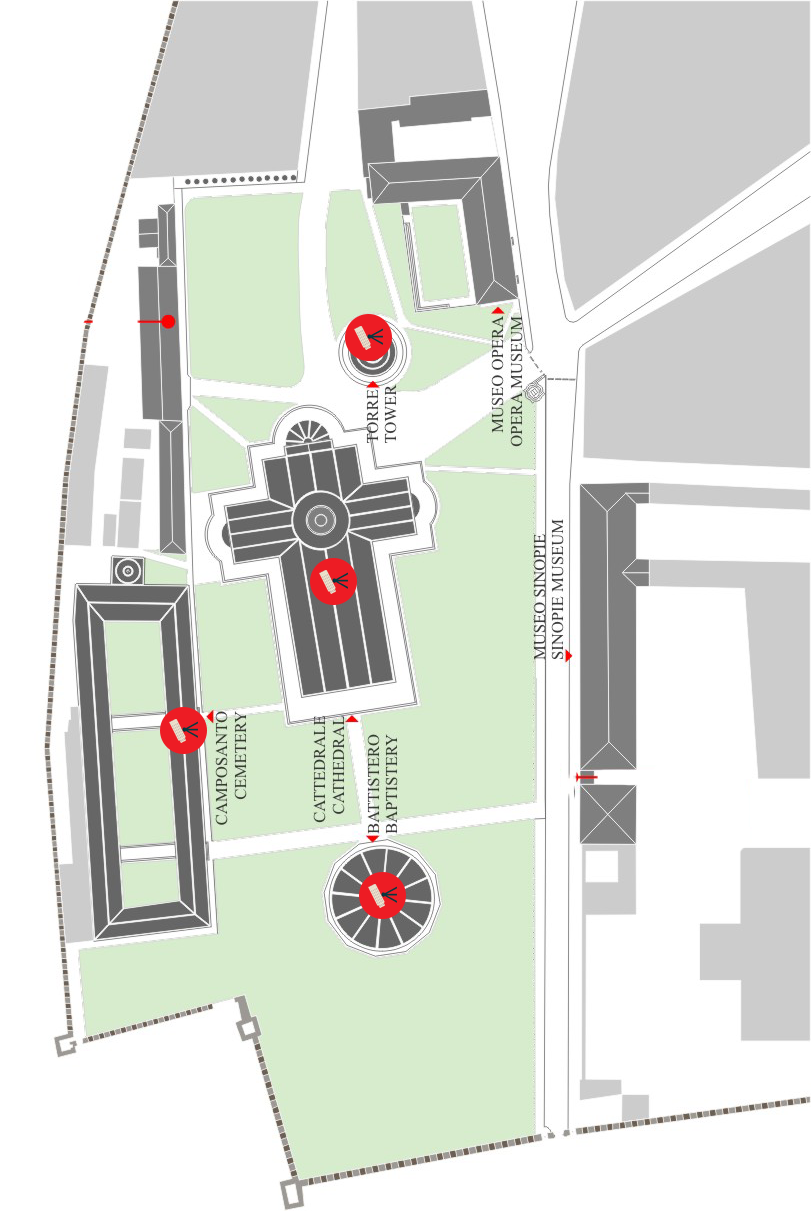 MUSEO OPERA
OPERA MUSEUM
TORRE
TOWER
MUSEO SINOPIE
SINOPIE MUSEUM
CAMPOSANTO
CEMETERY
CATTEDRALE
CATHEDRAL
BATTISTERO
BAPTISTERY